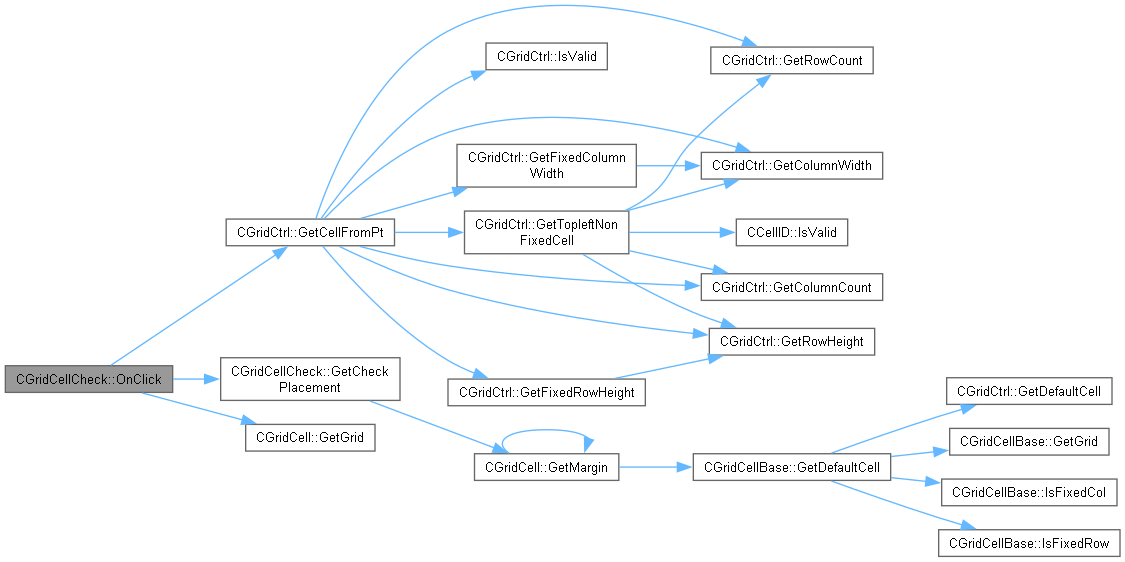 CGridCtrl::IsValid
CGridCtrl::GetRowCount
CGridCtrl::GetFixedColumn
Width
CGridCtrl::GetColumnWidth
CGridCtrl::GetCellFromPt
CGridCtrl::GetTopleftNon
FixedCell
CCellID::IsValid
CGridCtrl::GetColumnCount
CGridCtrl::GetRowHeight
CGridCellCheck::OnClick
CGridCellCheck::GetCheck
Placement
CGridCtrl::GetFixedRowHeight
CGridCtrl::GetDefaultCell
CGridCell::GetGrid
CGridCellBase::GetGrid
CGridCell::GetMargin
CGridCellBase::GetDefaultCell
CGridCellBase::IsFixedCol
CGridCellBase::IsFixedRow